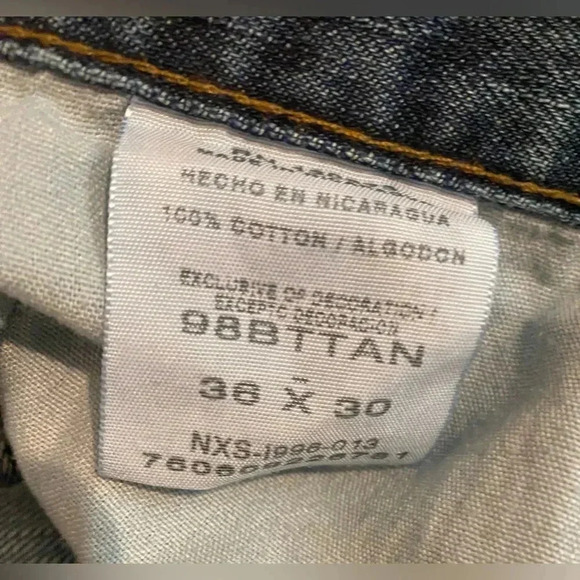 HECHO EN NICARAGUA
100% COTTON / ALGODON
EXCLUSIVE OF DECORATION /
EXCEPTO DECORACION
98BTTAN
36 X 30